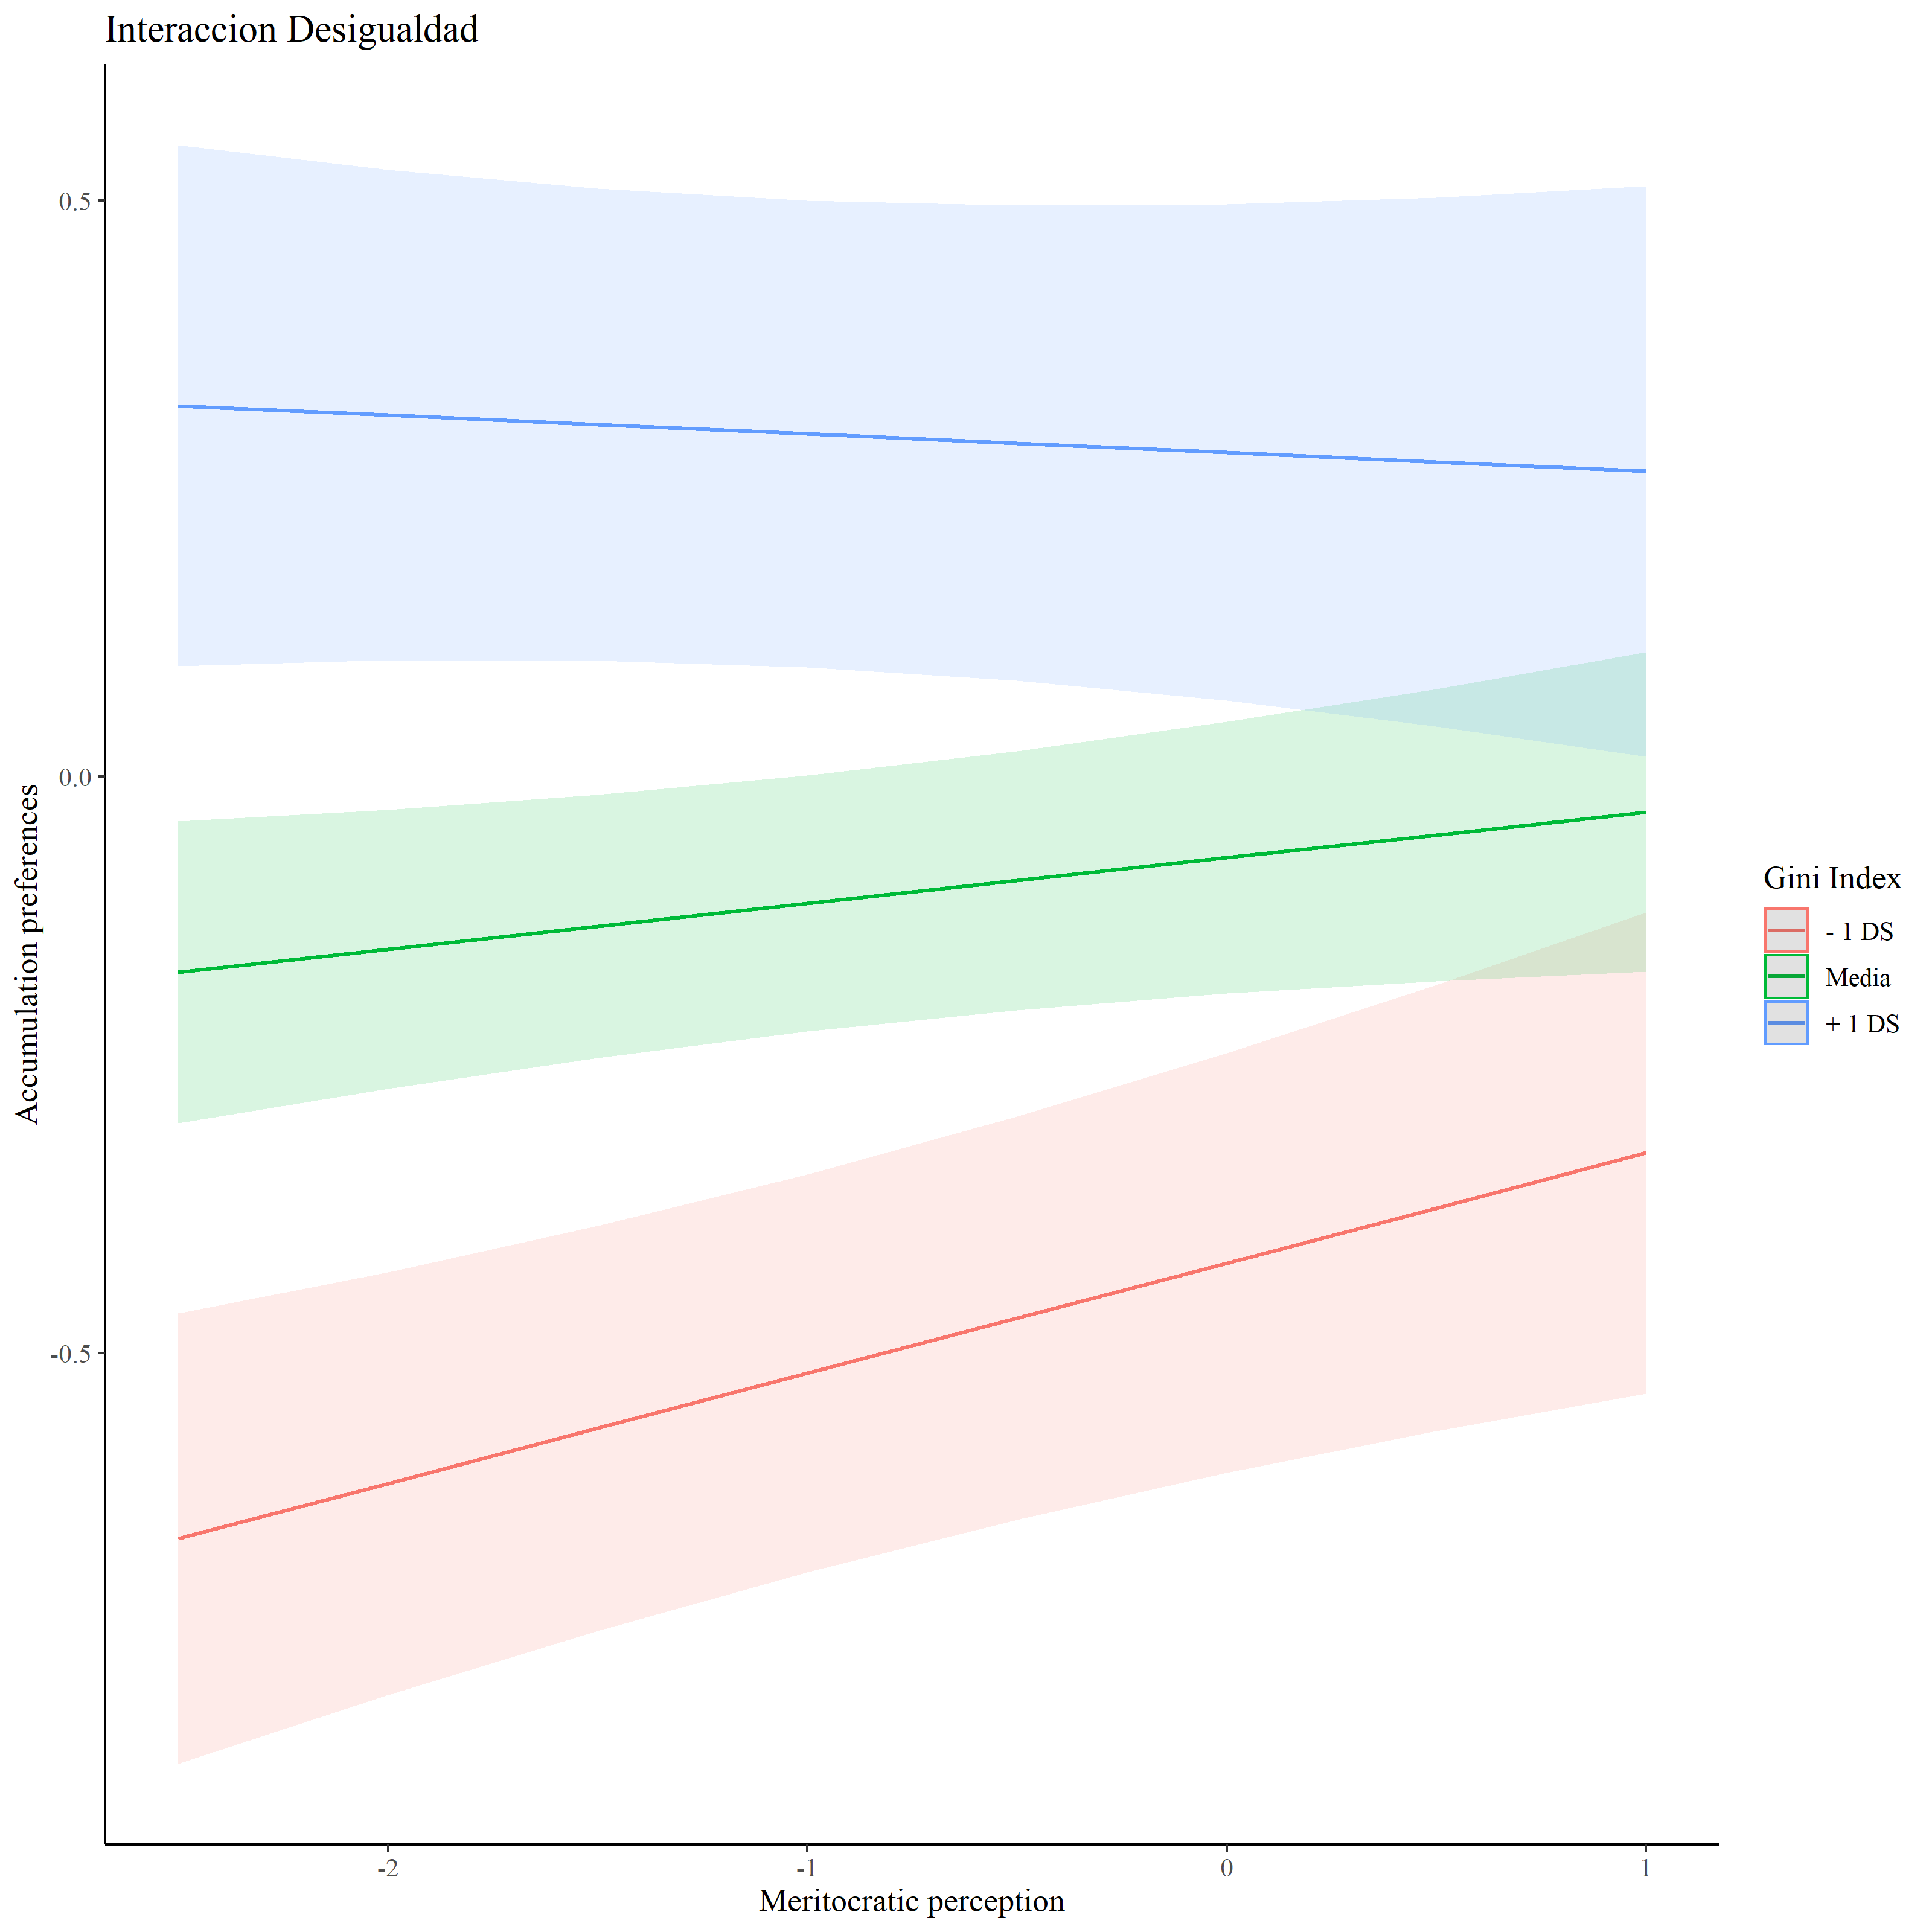 Interaccion Desigualdad
Accumulation preferences
0.5
0.0
-0.5
-2
-1
0
1
Meritocratic perception
Gini Index
- 1 DS
Media
+ 1 DS